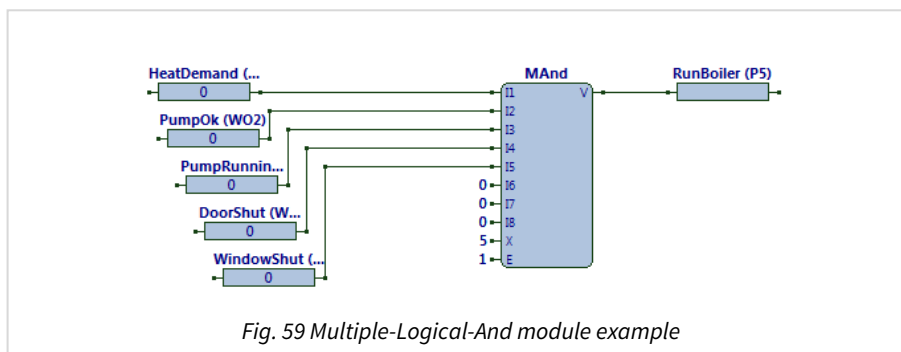 HeatDemand (...
0
PumpOk (WO2)
0
PumpRunnin...
0
DoorShut (W...
0
WindowShut (...
0
MAnd
I1 V
I2
I3
I4
I5
0 I6
0 I7
0 I8
5 X
1 E
RunBoiler (P5)
Fig. 59 Multiple-Logical-And module example